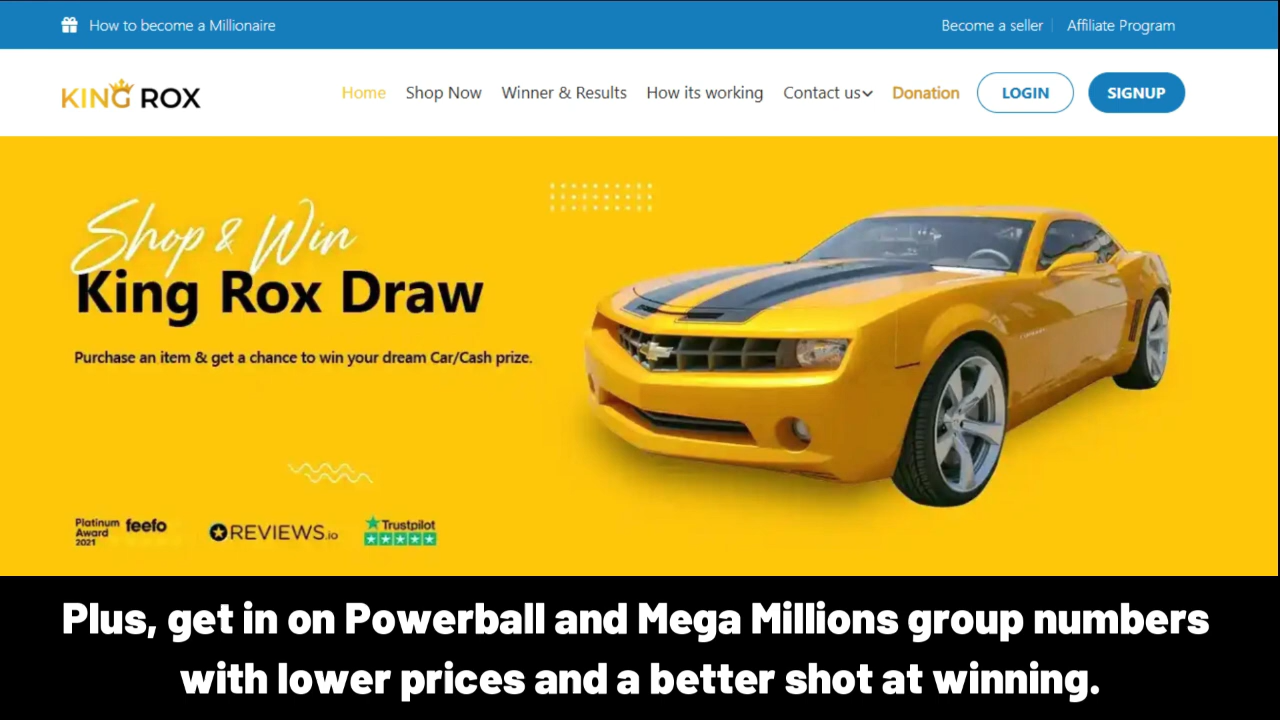 How to become a Millionaire
Become a seller
Affiliate Program
KING ROX
Home
Shop Now
Winner & Results
How its working
Contact us
Donation
LOGIN
SIGNUP
Shop & Win
King Rox Draw
Purchase an item & get a chance to win your dream Car/Cash prize.
Platinum
Award
2021
feefo
REVIEWS.io
Trustpilot
Plus, get in on Powerball and Mega Millions group numbers
with lower prices and a better shot at winning.